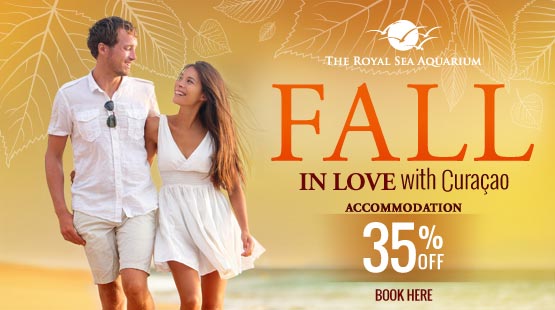 THE ROYAL SEA AQUARIUM
FALL
IN LOVE with Curaçao
ACCOMMODATION
35% OFF
BOOK HERE